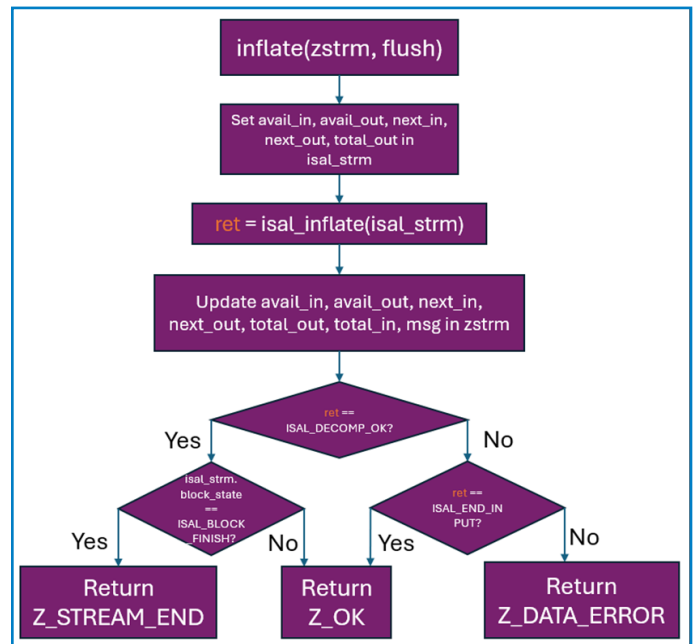 inflate(zstrm, flush)
Set avail_in, avail_out, next_in,
next_out, total_out in
isal_strm
ret = isal_inflate(isal_strm)
Update avail_in, avail_out, next_in,
next_out, total_out, total_in, msg in zstrm
ret ==
ISAL_DECOMP_OK?
Yes
No
isal_strm.
block_state
==
ISAL_BLOCK
_FINISH?
ret ==
ISAL_END_IN
PUT?
Yes
No
Yes
No
Return
Z_STREAM_END
Return
Z_OK
Return
Z_DATA_ERROR